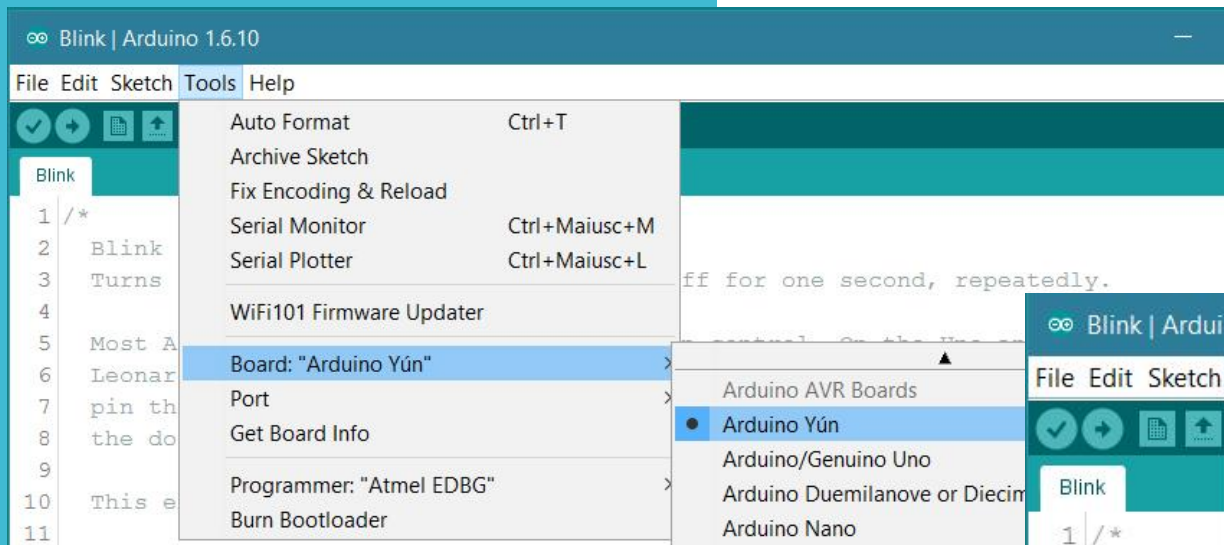 Blink | Arduino 1.6.10
File Edit Sketch Tools Help
Auto Format Ctrl+T
Archive Sketch
Fix Encoding & Reload
Serial Monitor Ctrl+Maiusc+M
Serial Plotter Ctrl+Maiusc+L
WiFi101 Firmware Updater
Board: "Arduino Yún"
Port
Get Board Info
Programmer: "Atmel EDBG"
Burn Bootloader
Arduino AVR Boards
Arduino Yún
Arduino/Genuino Uno
Arduino Duemilanove or Diecim
Arduino Nano
Blink
1 /*
2 Blink
3 Turns ff for one second, repeatedly.
4
5 Most A
6 Leonar
7 pin th
8 the do
9
10 This e
11
Blink | Ardui
File Edit Sketch
Blink
1 /*